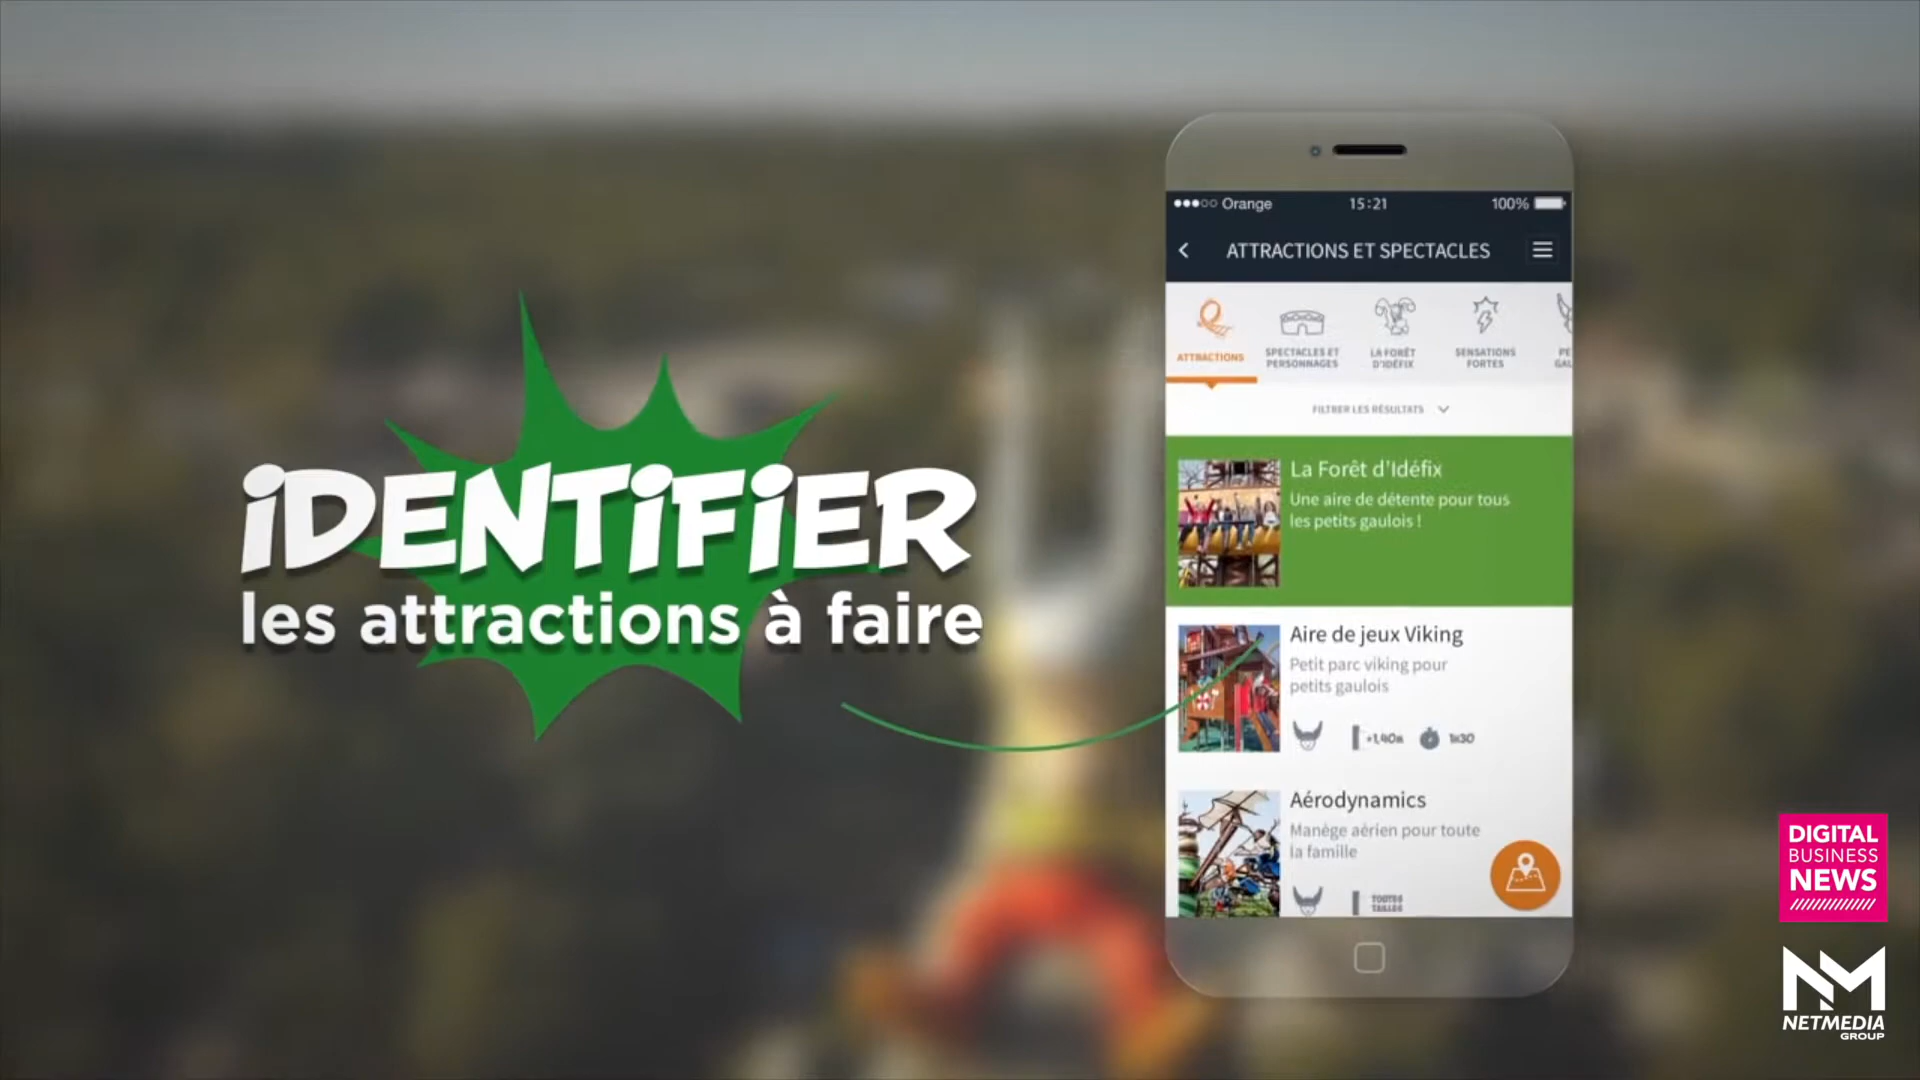 IDENTIFIER
les attractions à faire
Orange
15:21
100%
ATTRACTIONS ET SPECTACLES
ATTRACTIONS
SPECTACLES ET
PERSONNAGES
LA FORÊT
D'IDÉFIX
SENSATIONS
FORTES
PE
GAU
FILTRER LES RÉSULTATS
La Forêt d'Idéfix
Une aire de détente pour tous
les petits gaulois !
Aire de jeux Viking
Petit parc viking pour
petits gaulois
+1,40m
1h30
Aérodynamics
Manège aérien pour toute
la famille
TOUTES
TAILLES
DIGITAL
BUSINESS
NEWS
NM
NETMEDIA
GROUP